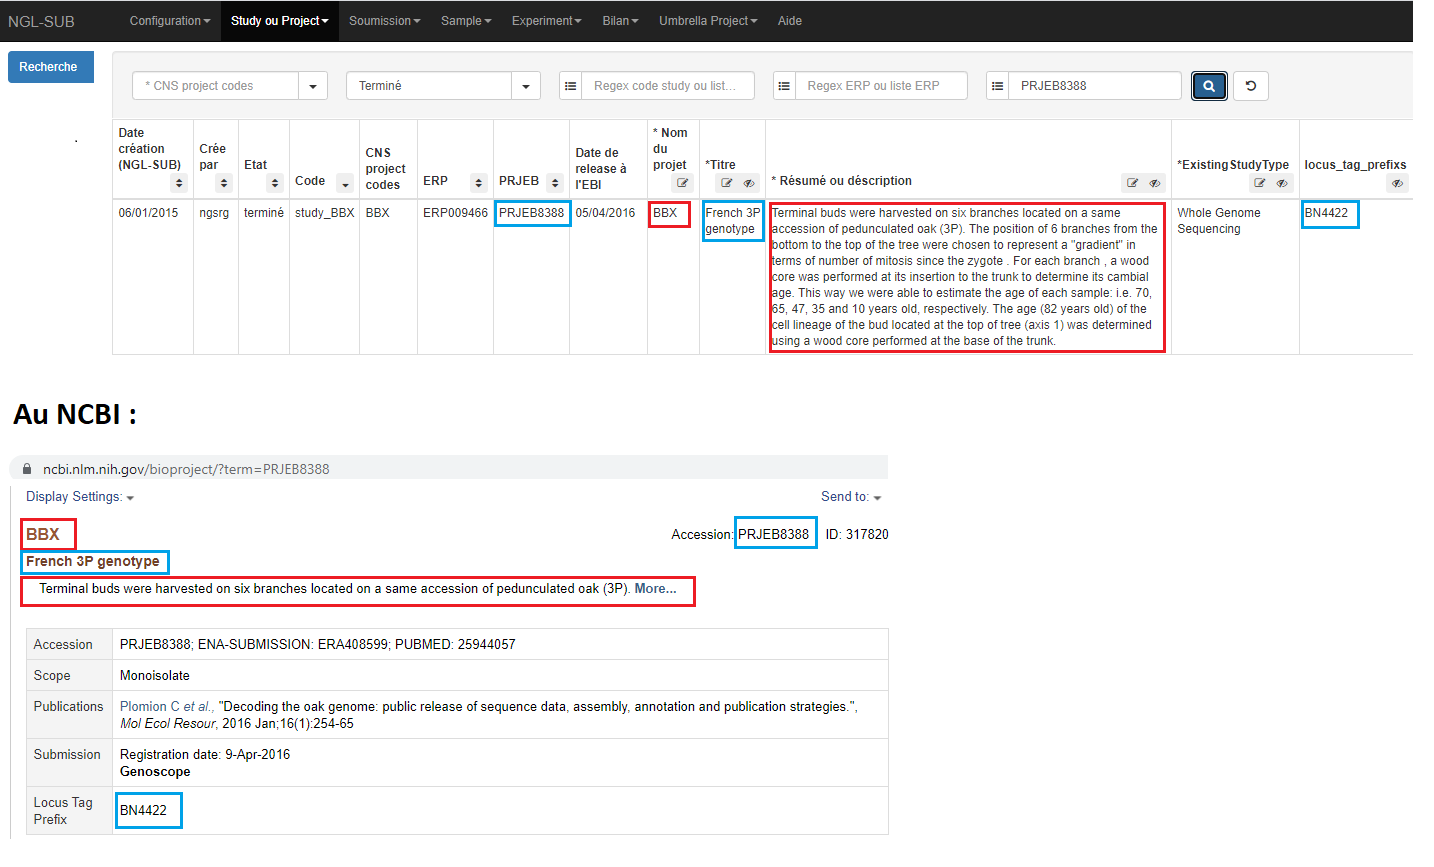 NGL-SUB Configuration Study ou Project Soumission Sample Experiment Bilan Umbrella Project Aide
Recherche
* CNS project codes Terminé Regex code study ou list... Regex ERP ou liste ERP PRJEB8388
Date création (NGL-SUB)
Crée par
Etat
Code
CNS project codes
ERP
PRJEB
Date de release à l'EBI
* Nom du projet
*Titre
* Résumé ou déscription
*ExistingStudyType
locus_tag_prefixs
06/01/2015 ngsrg terminé study_BBX BBX ERP009466 PRJEB8388 05/04/2016 BBX
French 3P
genotype
Terminal buds were harvested on six branches located on a same
accession of pedunculated oak (3P). The position of 6 branches from the
bottom to the top of the tree were chosen to represent a "gradient" in
terms of number of mitosis since the zygote . For each branch , a wood
core was performed at its insertion to the trunk to determine its cambial
age. This way we were able to estimate the age of each sample: i.e. 70,
65, 47, 35 and 10 years old, respectively. The age (82 years old) of the
cell lineage of the bud located at the top of tree (axis 1) was determined
using a wood core performed at the base of the trunk.
Whole Genome
Sequencing
BN4422
Au NCBI :
ncbi.nlm.nih.gov/bioproject/?term=PRJEB8388
Display Settings: Send to:
BBX Accession: PRJEB8388 ID: 317820
French 3P genotype
Terminal buds were harvested on six branches located on a same accession of pedunculated oak (3P). More...
Accession PRJEB8388; ENA-SUBMISSION: ERA408599; PUBMED: 25944057
Scope Monoisolate
Publications Plomion C et al., "Decoding the oak genome: public release of sequence data, assembly, annotation and publication strategies.",
Mol Ecol Resour, 2016 Jan;16(1):254-65
Submission Registration date: 9-Apr-2016
Genoscope
Locus Tag
Prefix
BN4422